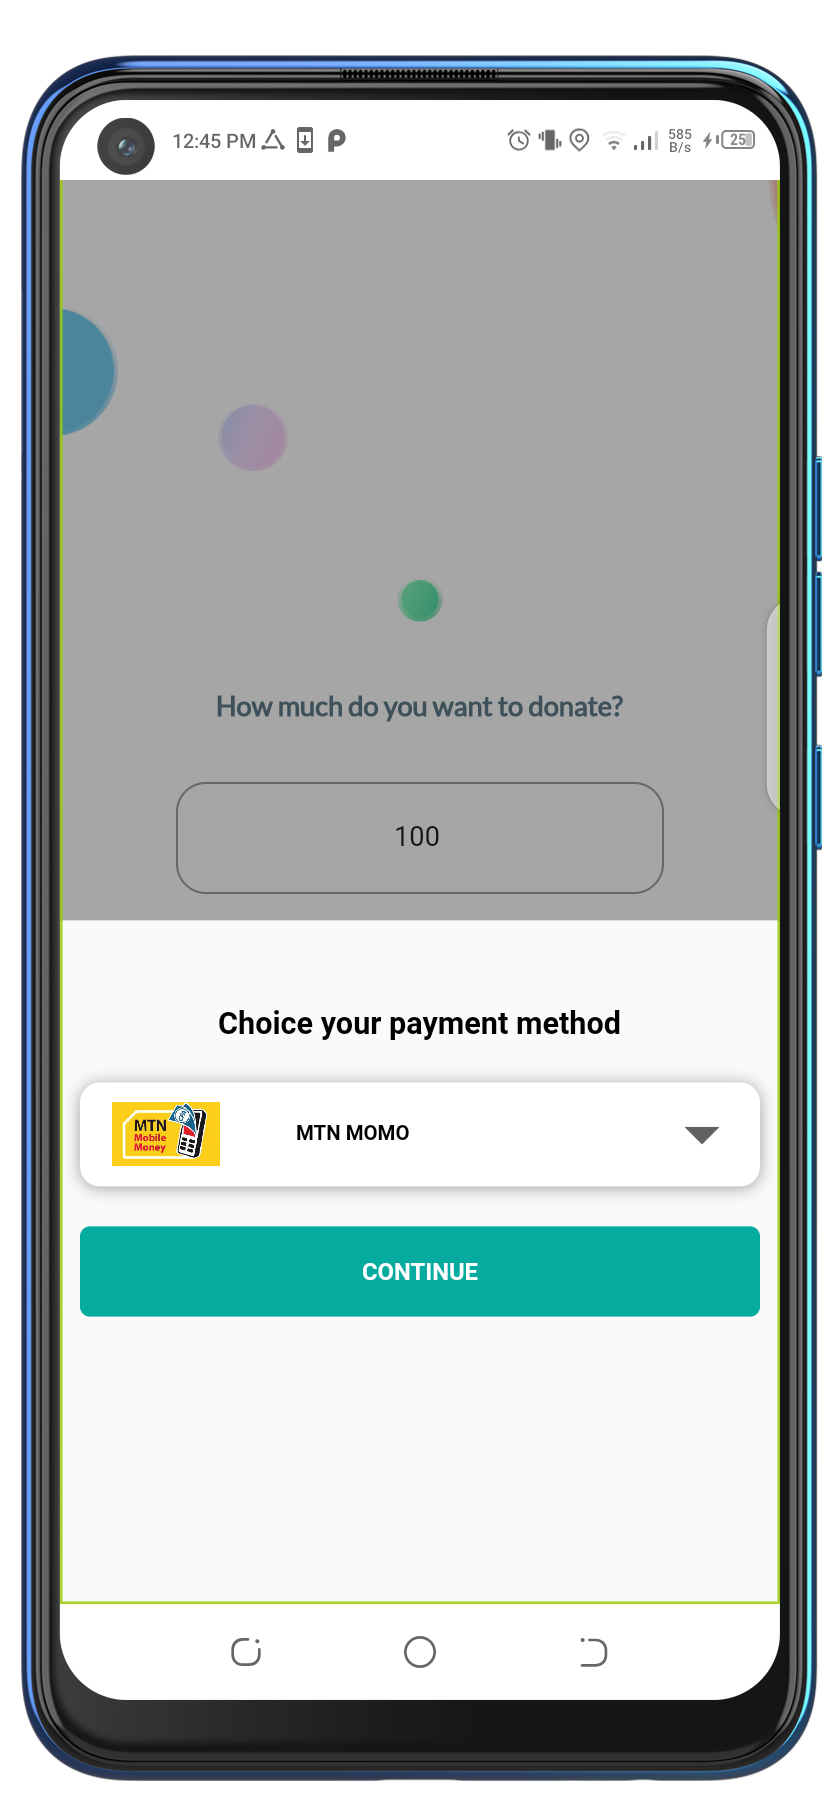 12:45 PM
585
B/s
25
How much do you want to donate?
100
Choice your payment method
MTN
Mobile
Money
MTN MOMO
CONTINUE